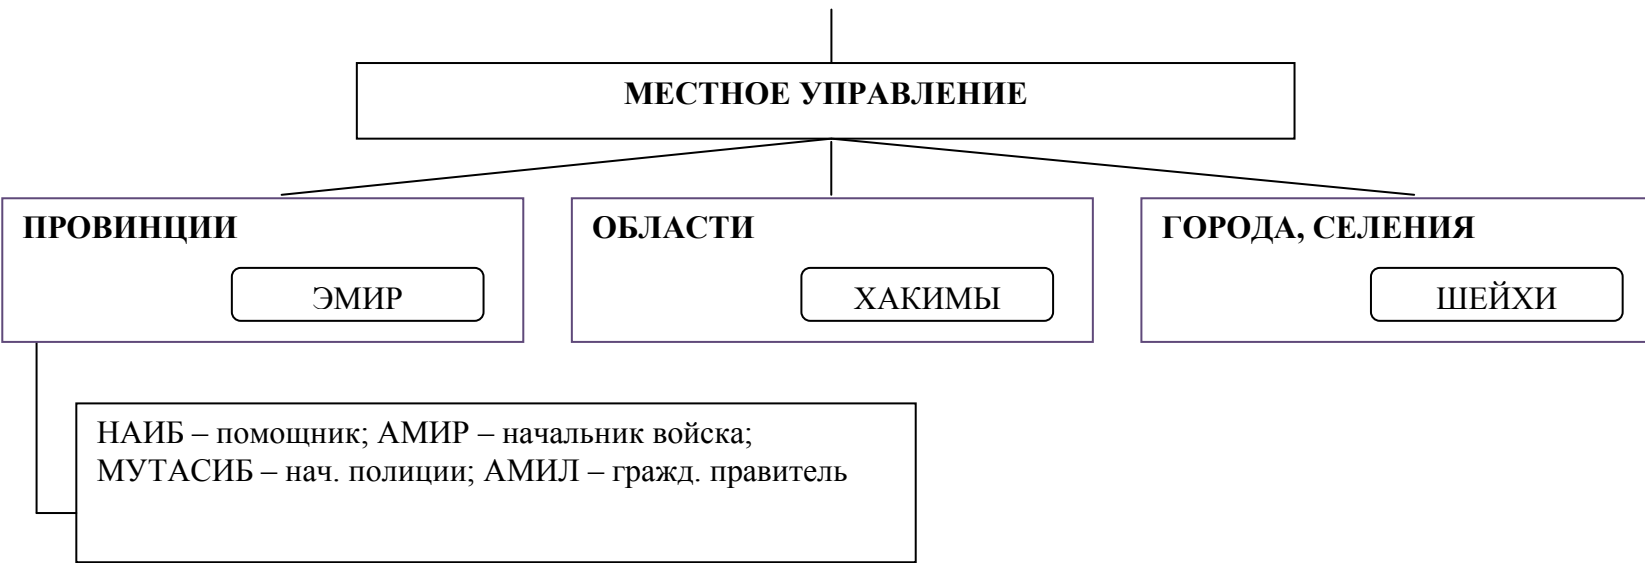 МЕСТНОЕ УПРАВЛЕНИЕ
ПРОВИНЦИИ
ЭМИР
ОБЛАСТИ
ХАКИМЫ
ГОРОДА, СЕЛЕНИЯ
ШЕЙХИ
НАИБ – помощник; АМИР – начальник войска;
МУТАСИБ – нач. полиции; АМИЛ – гражд. правитель